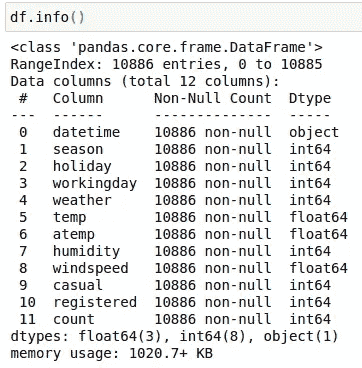 df.info()
<class 'pandas.core.frame.DataFrame'>
RangeIndex: 10886 entries, 0 to 10885
Data columns (total 12 columns):
 #   Column      Non-Null Count  Dtype
---  ------      --------------  -----
 0   datetime    10886 non-null  object
 1   season      10886 non-null  int64
 2   holiday     10886 non-null  int64
 3   workingday  10886 non-null  int64
 4   weather     10886 non-null  int64
 5   temp        10886 non-null  float64
 6   atemp       10886 non-null  float64
 7   humidity    10886 non-null  int64
 8   windspeed   10886 non-null  float64
 9   casual      10886 non-null  int64
 10  registered  10886 non-null  int64
 11  count       10886 non-null  int64
dtypes: float64(3), int64(8), object(1)
memory usage: 1020.7+ KB